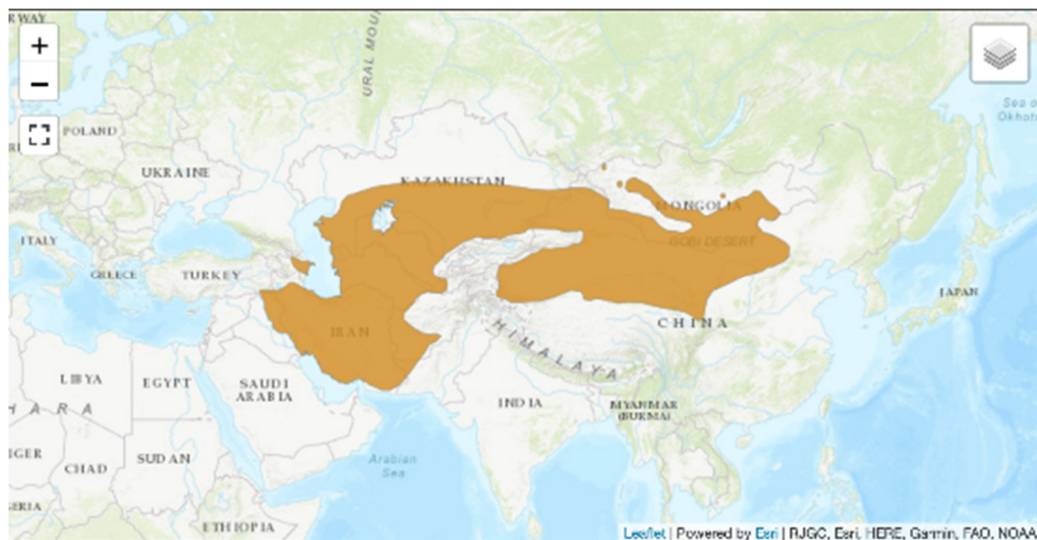 RWAY
+
−
URAL MOU
Sea o
Okhots
POLAND
UKRAINE
KAZAKHSTAN
MONGOLIA
ITALY
GOBI DESERT
GREECE
TURKEY
JAPAN
IRAN
CHINA
HIMALAYA
LIBYA
EGYPT
SAUDI
ARABIA
INDIA
MYANMAR
(BURMA)
HARA
IGER
CHAD
SUDAN
Arabian
Sea
ERIA
ETHIOPIA
Leaflet | Powered by Esri | RJGC, Esri, HERE, Garmin, FAO, NOAA